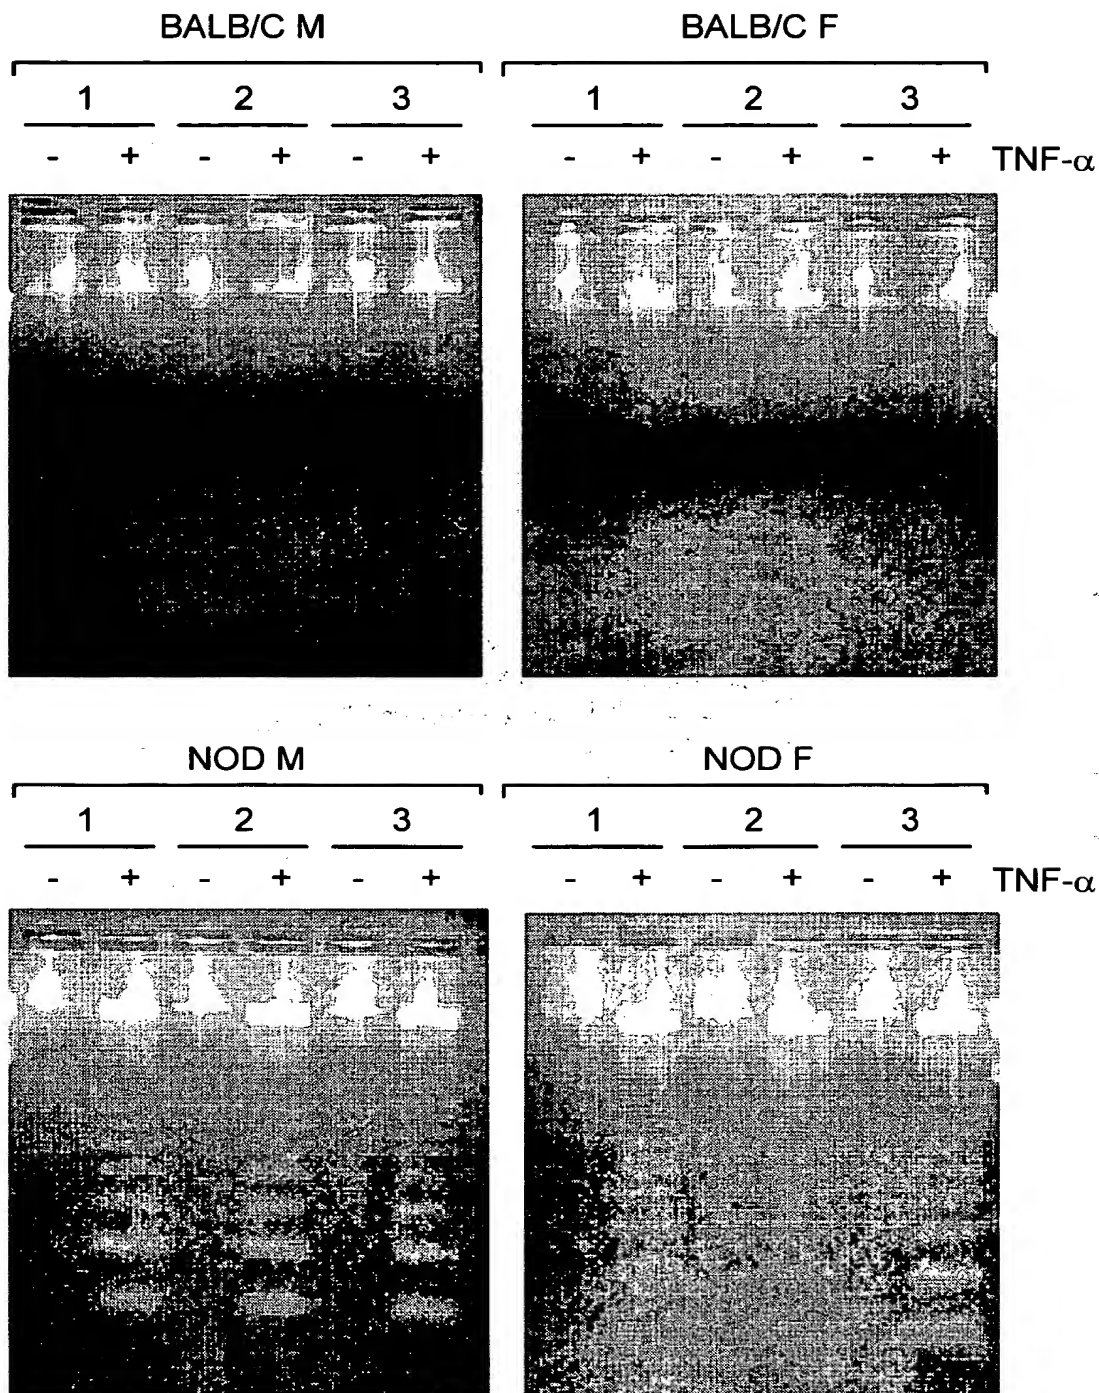 BALB/C M BALB/C F
1 2 3 1 2 3
- + - + - + - + - + - + TNF-α
NOD M NOD F
1 2 3 1 2 3
- + - + - + - + - + - + TNF-α